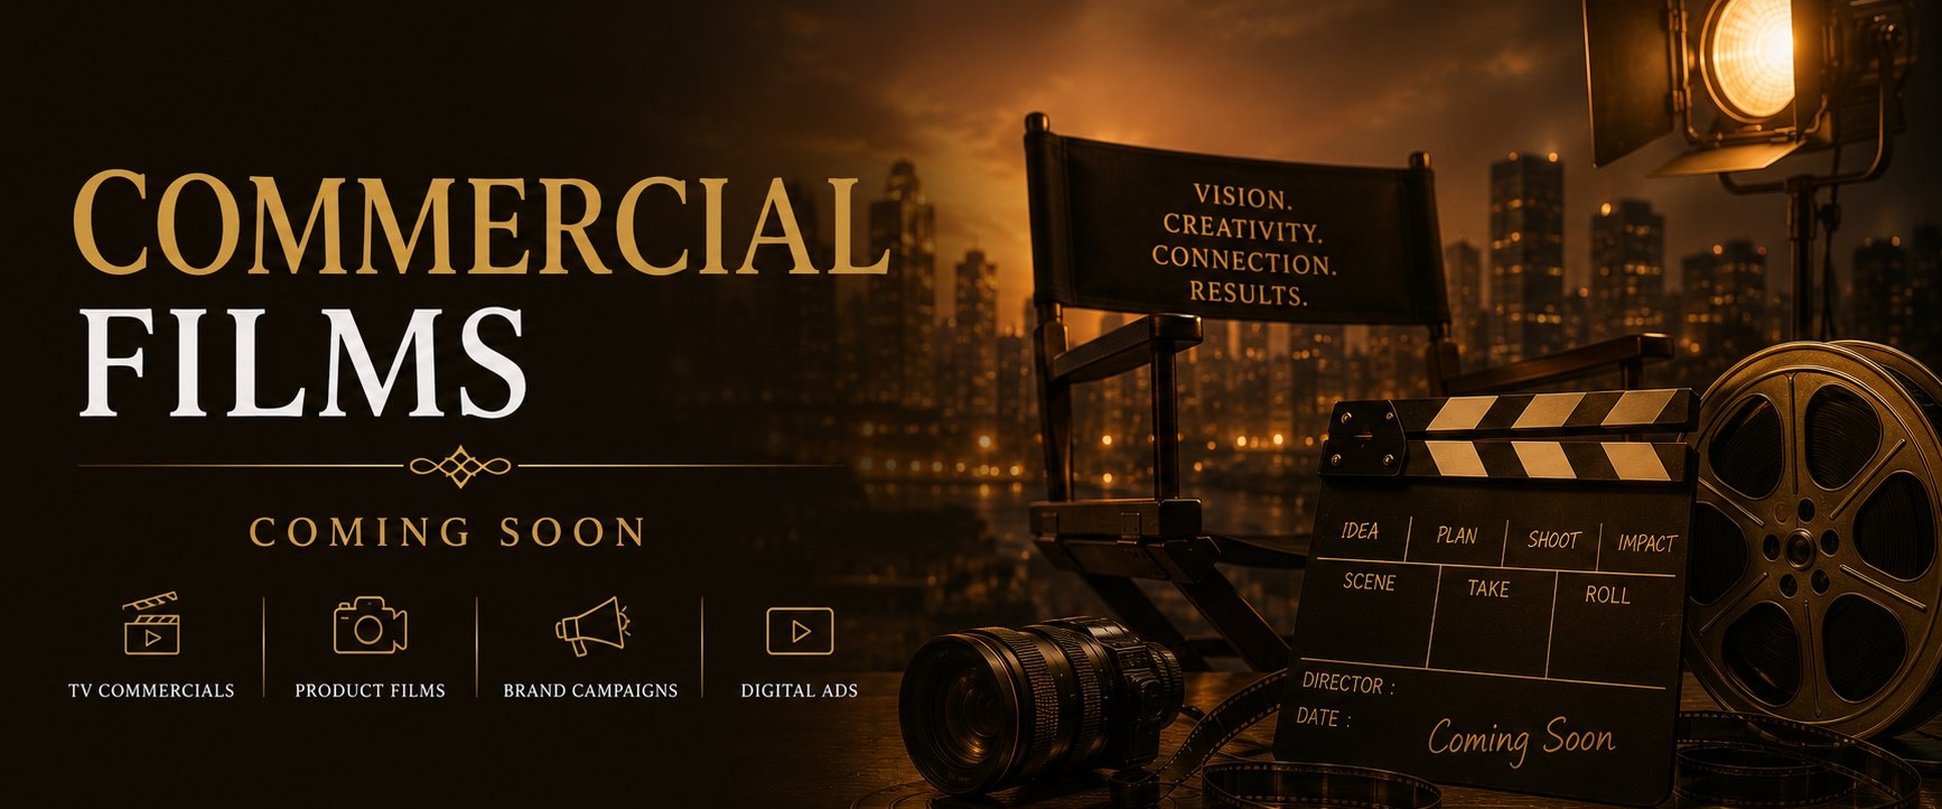 COMMERCIAL
FILMS
COMING SOON
TV COMMERCIALS
PRODUCT FILMS
BRAND CAMPAIGNS
DIGITAL ADS
VISION.
CREATIVITY.
CONNECTION.
RESULTS.
IDEA PLAN SHOOT IMPACT
SCENE TAKE ROLL
DIRECTOR :
DATE :
Coming Soon